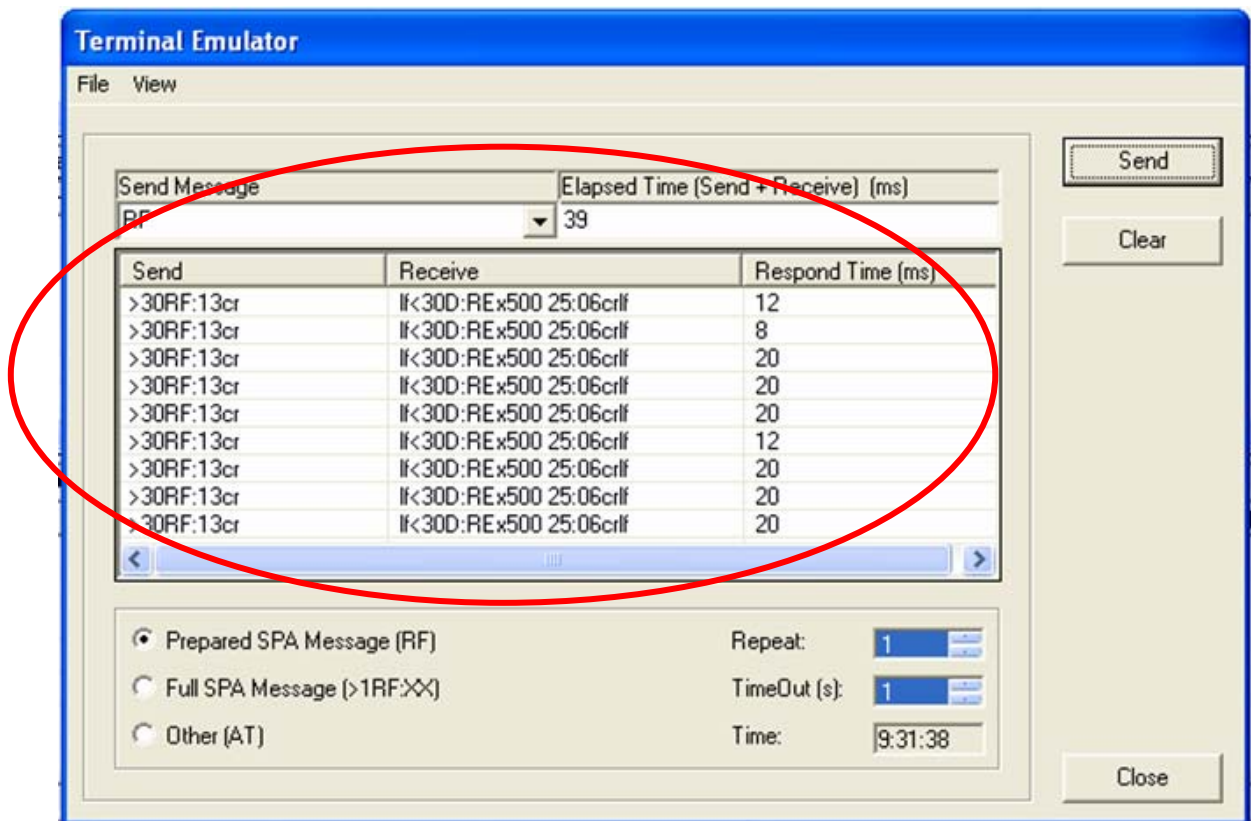 Terminal Emulator
File View
Send Message Elapsed Time (Send + Receive) (ms)
RF 39
Send Receive Respond Time (ms)
>30RF:13cr lf<30D:REx500 25:06crlf 12
>30RF:13cr lf<30D:REx500 25:06crlf 8
>30RF:13cr lf<30D:REx500 25:06crlf 20
>30RF:13cr lf<30D:REx500 25:06crlf 20
>30RF:13cr lf<30D:REx500 25:06crlf 20
>30RF:13cr lf<30D:REx500 25:06crlf 12
>30RF:13cr lf<30D:REx500 25:06crlf 20
>30RF:13cr lf<30D:REx500 25:06crlf 20
>30RF:13cr lf<30D:REx500 25:06crlf 20
Prepared SPA Message (RF) Repeat: 1
Full SPA Message (>1RF:XX) TimeOut (s): 1
Other (AT) Time: 9:31:38
Send
Clear
Close